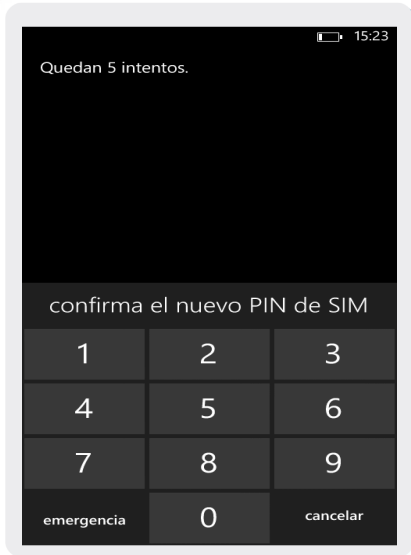 15:23
Quedan 5 intentos.
confirma el nuevo PIN de SIM
1 2 3
4 5 6
7 8 9
emergencia 0 cancelar